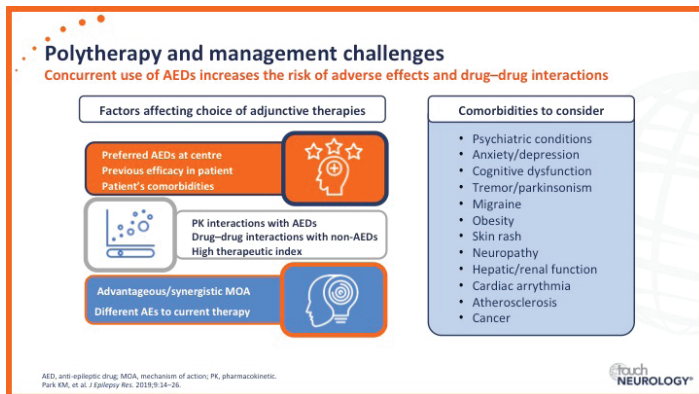 Polytherapy and management challenges
Concurrent use of AEDs increases the risk of adverse effects and drug–drug interactions
Factors affecting choice of adjunctive therapies
Preferred AEDs at centre
Previous efficacy in patient
Patient's comorbidities
PK interactions with AEDs
Drug–drug interactions with non-AEDs
High therapeutic index
Advantageous/synergistic MOA
Different AEs to current therapy
Comorbidities to consider
• Psychiatric conditions
• Anxiety/depression
• Cognitive dysfunction
• Tremor/parkinsonism
• Migraine
• Obesity
• Skin rash
• Neuropathy
• Hepatic/renal function
• Cardiac arrythmia
• Atherosclerosis
• Cancer
AED, anti-epileptic drug; MOA, mechanism of action; PK, pharmacokinetic.
Park KM, et al. J Epilepsy Res. 2019;9:14–26.
touch
NEUROLOGY®